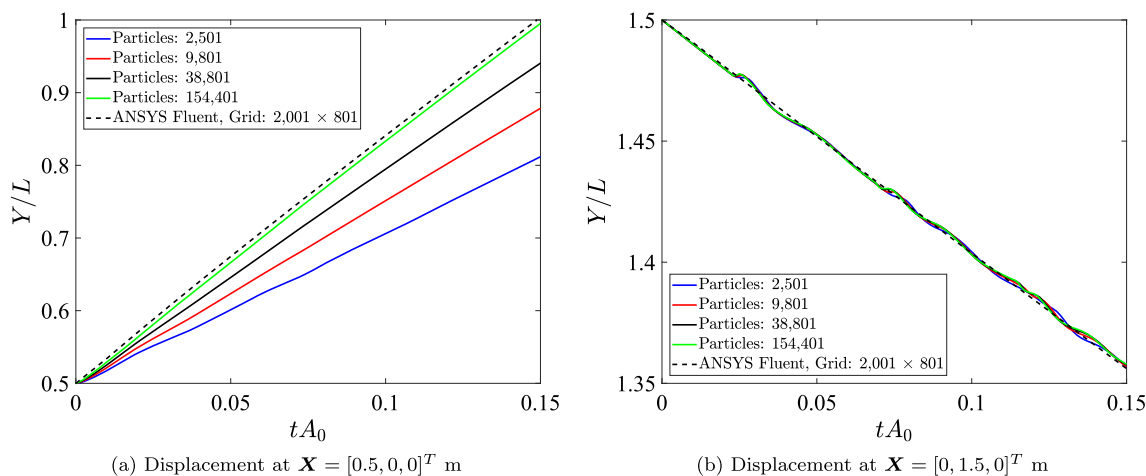 1
0.9
0.8
0.7
0.6
0.5
Y/L
Particles: 2,501
Particles: 9,801
Particles: 38,801
Particles: 154,401
ANSYS Fluent, Grid: 2,001 × 801
0
0.05
0.1
0.15
tA₀
(a) Displacement at X = [0.5, 0, 0]ᵀ m
1.5
1.45
1.4
1.35
Y/L
Particles: 2,501
Particles: 9,801
Particles: 38,801
Particles: 154,401
ANSYS Fluent, Grid: 2,001 × 801
0
0.05
0.1
0.15
tA₀
(b) Displacement at X = [0, 1.5, 0]ᵀ m